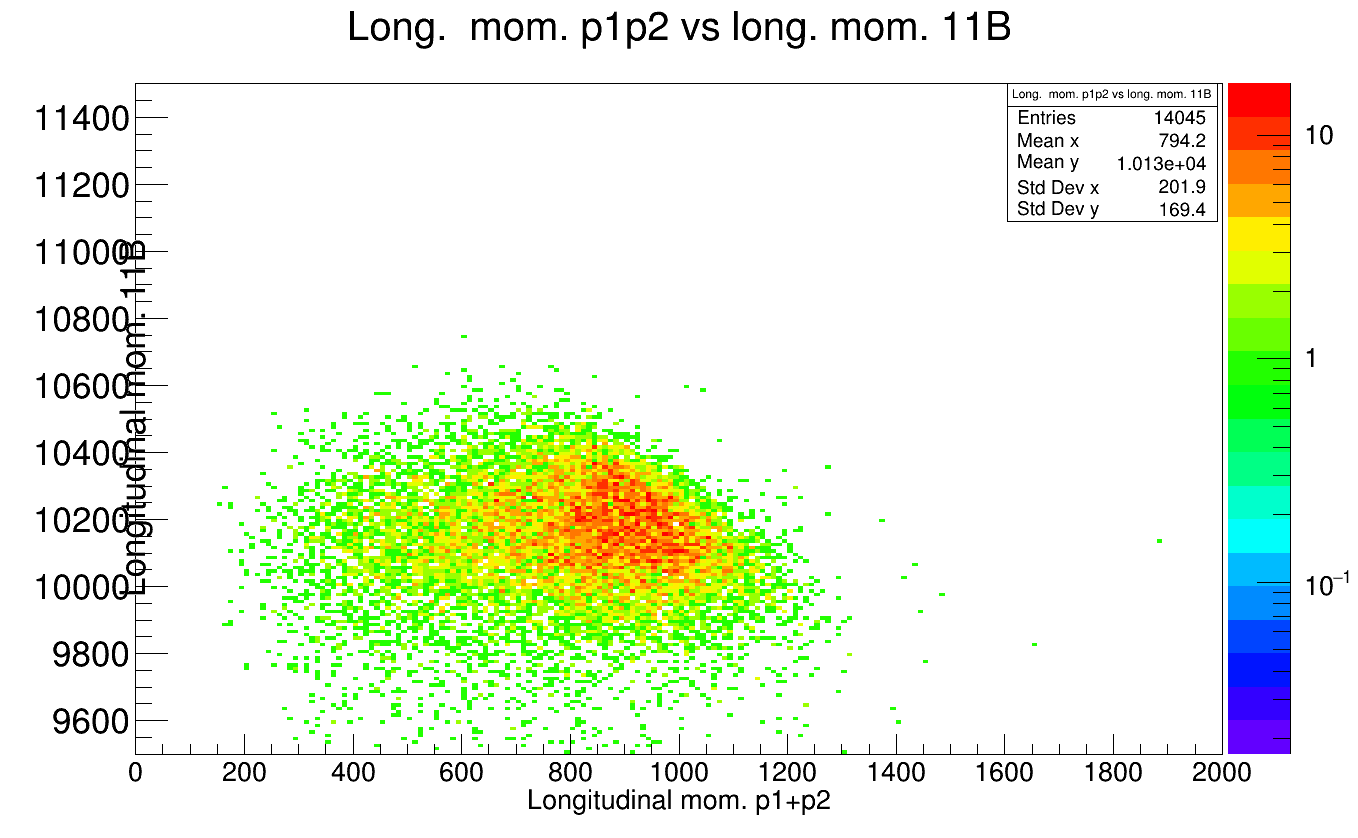 Long. mom. p1p2 vs long. mom. 11B
Long. mom. p1p2 vs long. mom. 11B
Entries 14045
Mean x 794.2
Mean y 1.013e+04
Std Dev x 201.9
Std Dev y 169.4
11400
11200
11000
10800
10600
10400
10200
10000
9800
9600
Longitudinal mom. 11B
10
1
10⁻¹
0 200 400 600 800 1000 1200 1400 1600 1800 2000
Longitudinal mom. p1+p2